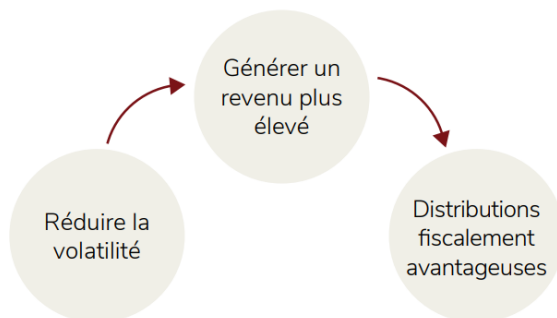 Générer un
revenu plus
élevé
Réduire la
volatilité
Distributions
fiscalement
avantageuses